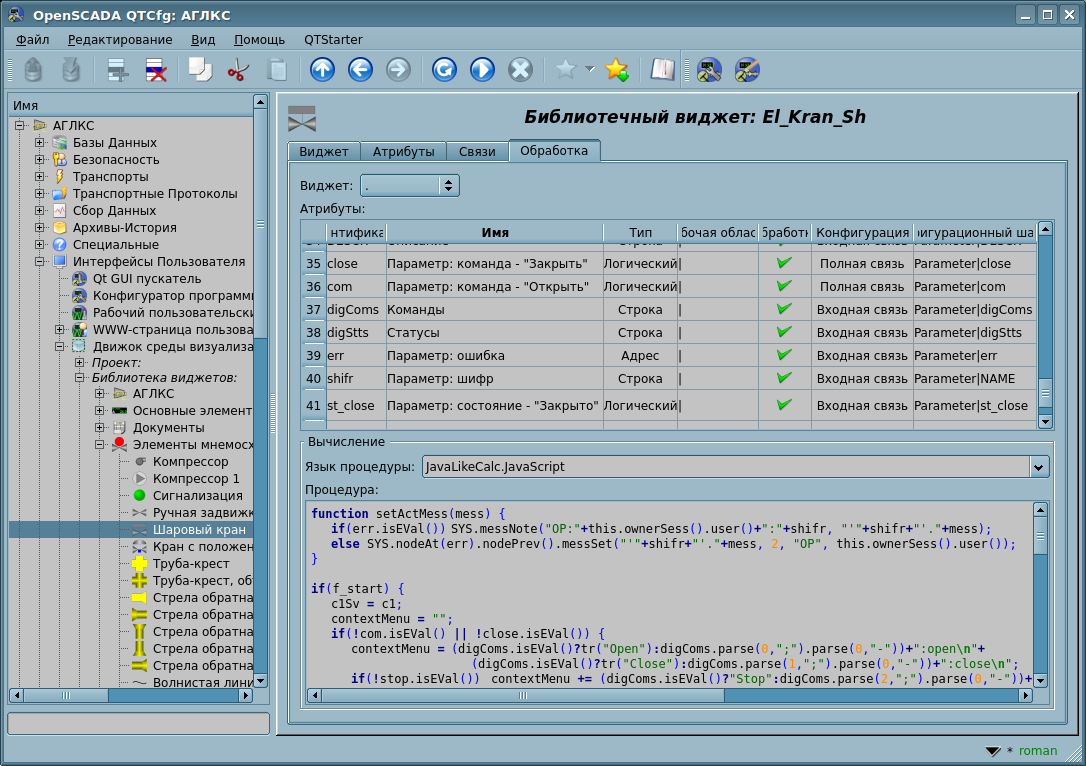 OpenSCADA QTCfg: АГЛКС
Файл Редактирование Вид Помощь QTStarter
Имя
АГЛКС
Базы Данных
Безопасность
Транспорты
Транспортные Протоколы
Сбор Данных
Архивы-История
Специальные
Интерфейсы Пользователя
Qt GUI пускатель
Конфигуратор программı
Рабочий пользовательски
WWW-страница пользова
Движок среды визуализа
Проект:
Библиотека виджетов:
АГЛКС
Основные элемент
Документы
Элементы мнемосх
Компрессор
Компрессор 1
Сигнализация
Ручная задвижк
Шаровый кран
Кран с положен
Труба-крест
Труба-крест, об
Стрела обратна
Стрела обратна
Стрела обратна
Стрела обратна
Стрела обратна
Волнистая лини
Библиотечный виджет: El_Kran_Sh
Виджет Атрибуты Связи Обработка
Виджет: .
Атрибуты:
нтифика Имя Тип бочая облас бработк Конфигурация игурационный ша
35 close Параметр: команда - "Закрыть" Логический | Полная связь Parameter|close
36 com Параметр: команда - "Открыть" Логический | Полная связь Parameter|com
37 digComs Команды Строка | Входная связь Parameter|digComs
38 digStts Статусы Строка | Входная связь Parameter|digStts
39 err Параметр: ошибка Адрес | Входная связь Parameter|err
40 shifr Параметр: шифр Строка | Входная связь Parameter|NAME
41 st_close Параметр: состояние - "Закрыто" Логический | Входная связь Parameter|st_close
Вычисление
Язык процедуры: JavaLikeCalc.JavaScript
Процедура:
function setActMess(mess) {
if(err.isEVal()) SYS.messNote("OP:"+this.ownerSess().user()+":"+shifr, "'"+shifr+"'."+mess);
else SYS.nodeAt(err).nodePrev().messSet("'"+shifr+"'."+mess, 2, "OP", this.ownerSess().user());
}
if(f_start) {
c1Sv = c1;
contextMenu = "";
if(!com.isEVal() || !close.isEVal()) {
contextMenu = (digComs.isEVal()?tr("Open"):digComs.parse(0,";").parse(0,"-"))+":open\n"+
(digComs.isEVal()?tr("Close"):digComs.parse(1,";").parse(0,"-"))+":close\n";
if(!stop.isEVal()) contextMenu += (digComs.isEVal()?"Stop":digComs.parse(2,";").parse(0,"-"))+
* roman